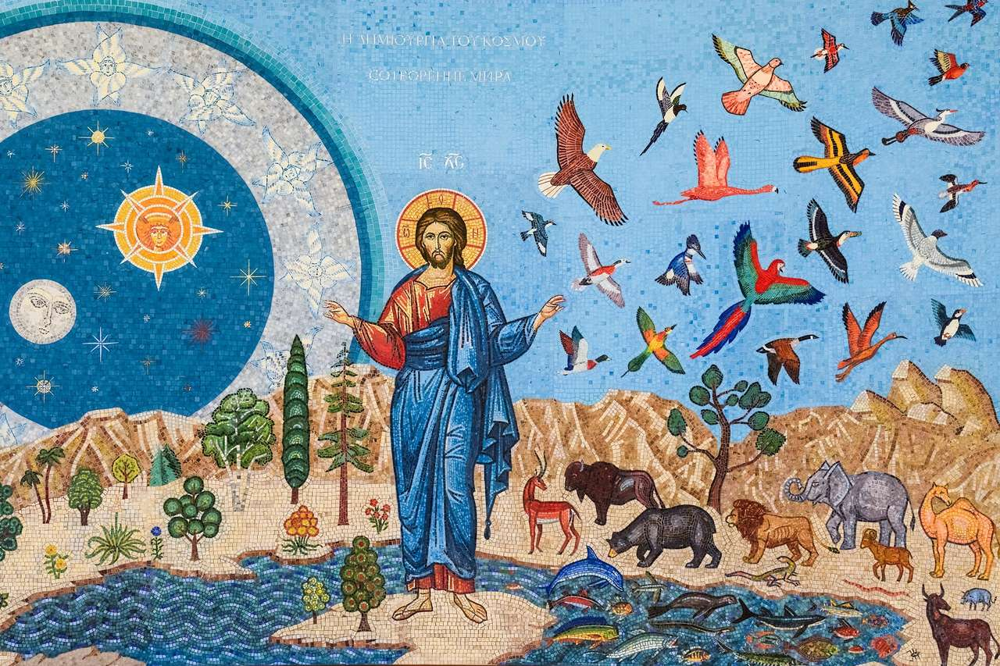 Η ΔΗΜΙΟΥΡΓΙΑ ΤΟΥ ΚΟΣΜΟΥ
СОТВОРЕНИЕ МИРА
IC XC
Ο
Ω Ν